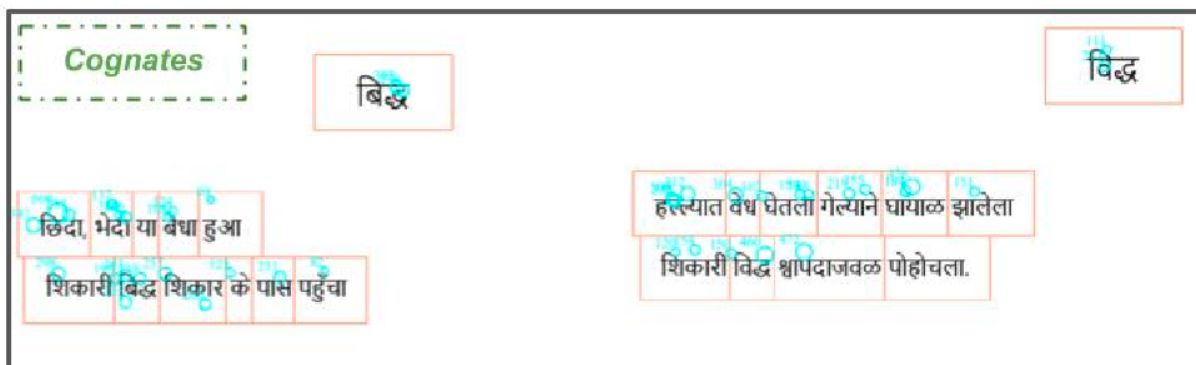 Cognates
बिद्ध
विद्ध
छिदा, भेदा या बेधा हुआ
शिकारी बिद्ध शिकार के पास पहुँचा
हल्ल्यात वेध घेतला गेल्याने घायाळ झालेला
शिकारी विद्ध श्वापदाजवळ पोहोचला.